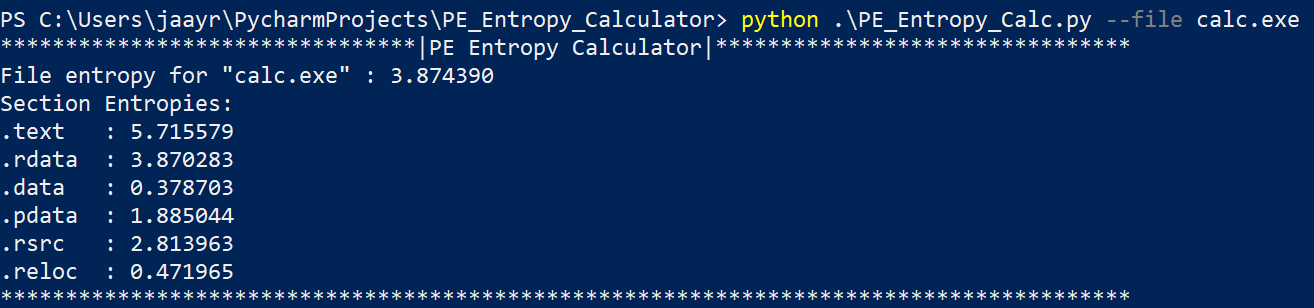 PS C:\Users\jaayr\PycharmProjects\PE_Entropy_Calculator> python .\PE_Entropy_Calc.py --file calc.exe
********************************|PE Entropy Calculator|********************************
File entropy for "calc.exe" : 3.874390
Section Entropies:
.text   : 5.715579
.rdata  : 3.870283
.data   : 0.378703
.pdata  : 1.885044
.rsrc   : 2.813963
.reloc  : 0.471965
***************************************************************************************